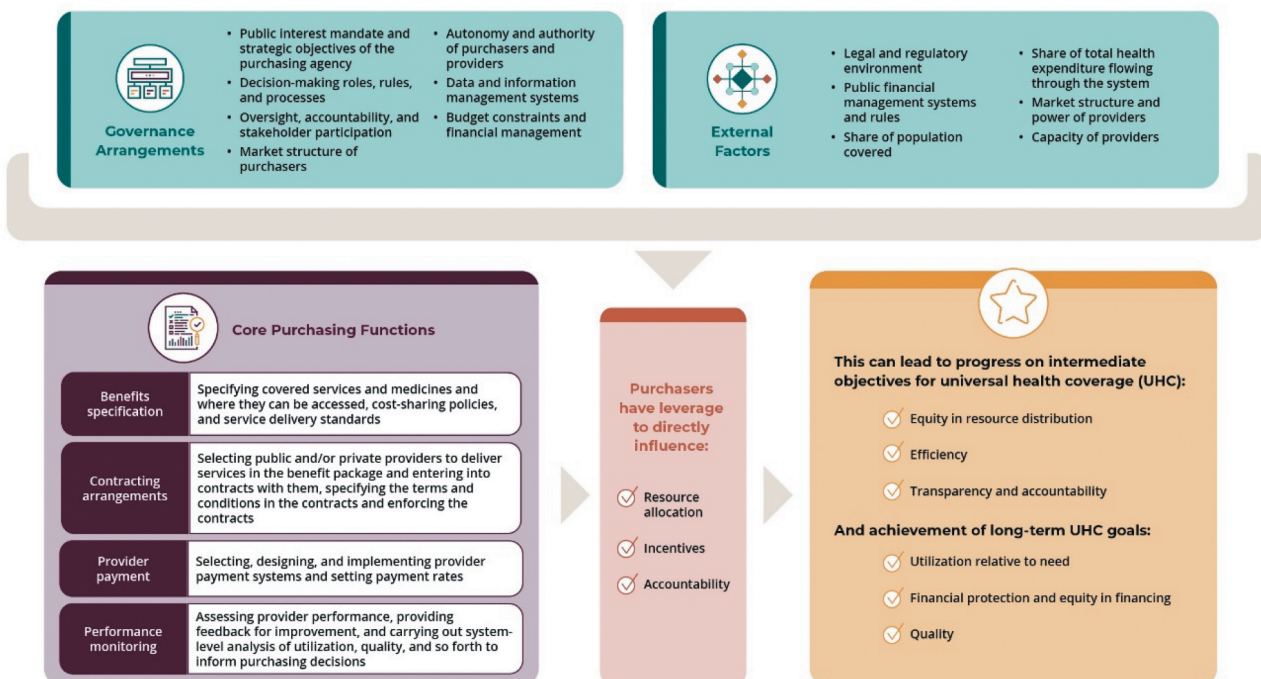 Governance
Arrangements
• Public interest mandate and
strategic objectives of the
purchasing agency
• Decision-making roles, rules,
and processes
• Oversight, accountability, and
stakeholder participation
• Market structure of
purchasers
• Autonomy and authority
of purchasers and
providers
• Data and information
management systems
• Budget constraints and
financial management
External
Factors
• Legal and regulatory
environment
• Public financial
management systems
and rules
• Share of population
covered
• Share of total health
expenditure flowing
through the system
• Market structure and
power of providers
• Capacity of providers
Core Purchasing Functions
Benefits
specification
Specifying covered services and medicines and
where they can be accessed, cost-sharing policies,
and service delivery standards
Contracting
arrangements
Selecting public and/or private providers to deliver
services in the benefit package and entering into
contracts with them, specifying the terms and
conditions in the contracts and enforcing the
contracts
Provider
payment
Selecting, designing, and implementing provider
payment systems and setting payment rates
Performance
monitoring
Assessing provider performance, providing
feedback for improvement, and carrying out system-
level analysis of utilization, quality, and so forth to
inform purchasing decisions
Purchasers
have leverage
to directly
influence:
Resource
allocation
Incentives
Accountability
This can lead to progress on intermediate
objectives for universal health coverage (UHC):
Equity in resource distribution
Efficiency
Transparency and accountability
And achievement of long-term UHC goals:
Utilization relative to need
Financial protection and equity in financing
Quality